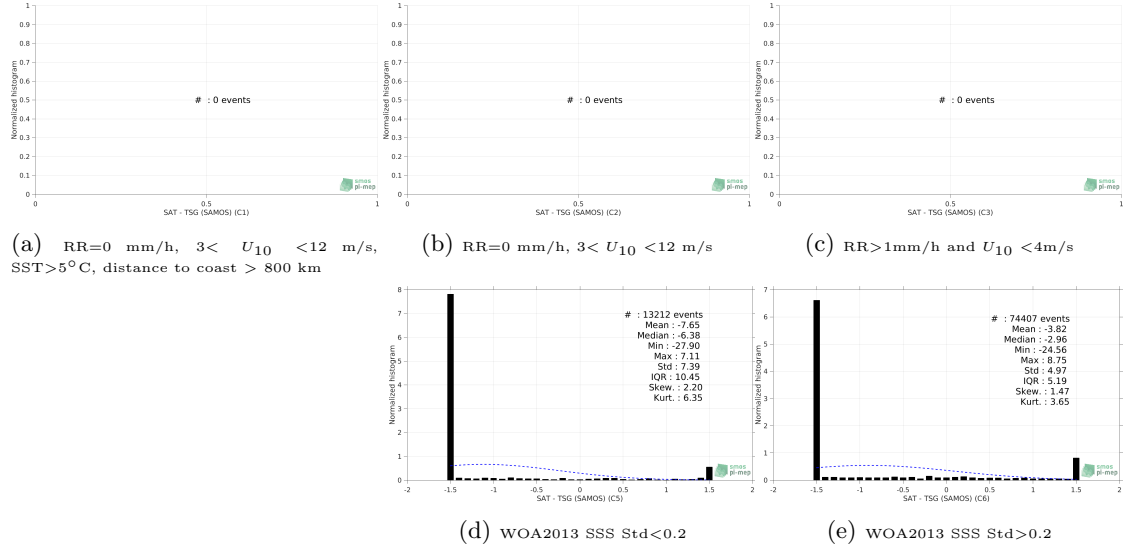 1
0.9
0.8
0.7
0.6
0.5
0.4
0.3
0.2
0.1
0
Normalized histogram
# : 0 events
smos
pi-mep
0 0.5 1
SAT - TSG (SAMOS) (C1)
1
0.9
0.8
0.7
0.6
0.5
0.4
0.3
0.2
0.1
0
Normalized histogram
# : 0 events
smos
pi-mep
0 0.5 1
SAT - TSG (SAMOS) (C2)
1
0.9
0.8
0.7
0.6
0.5
0.4
0.3
0.2
0.1
0
Normalized histogram
# : 0 events
smos
pi-mep
0 0.5 1
SAT - TSG (SAMOS) (C3)
(a) RR=0 mm/h, 3< U10 <12 m/s,
SST>5°C, distance to coast > 800 km
(b) RR=0 mm/h, 3< U10 <12 m/s
(c) RR>1mm/h and U10 <4m/s
8
7
6
5
4
3
2
1
0
Normalized histogram
# : 13212 events
Mean : -7.65
Median : -6.38
Min : -27.90
Max : 7.11
Std : 7.39
IQR : 10.45
Skew. : 2.20
Kurt. : 6.35
smos
pi-mep
-2 -1.5 -1 -0.5 0 0.5 1 1.5 2
SAT - TSG (SAMOS) (C5)
7
6
5
4
3
2
1
0
Normalized histogram
# : 74407 events
Mean : -3.82
Median : -2.96
Min : -24.56
Max : 8.75
Std : 4.97
IQR : 5.19
Skew. : 1.47
Kurt. : 3.65
smos
pi-mep
-2 -1.5 -1 -0.5 0 0.5 1 1.5 2
SAT - TSG (SAMOS) (C6)
(d) WOA2013 SSS Std<0.2
(e) WOA2013 SSS Std>0.2